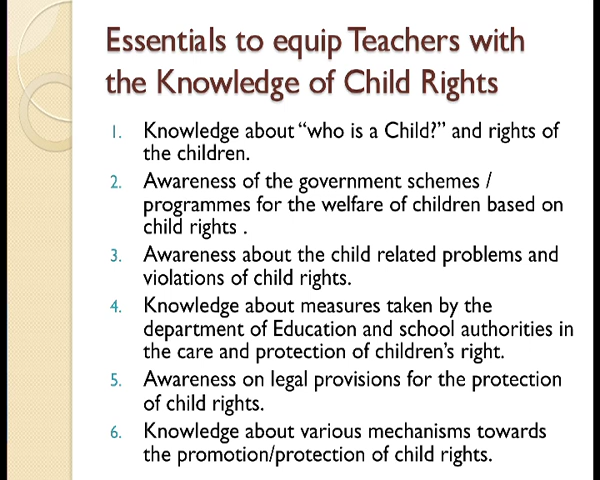 Essentials to equip Teachers with
the Knowledge of Child Rights
1. Knowledge about “who is a Child?” and rights of
the children.
2. Awareness of the government schemes /
programmes for the welfare of children based on
child rights .
3. Awareness about the child related problems and
violations of child rights.
4. Knowledge about measures taken by the
department of Education and school authorities in
the care and protection of children’s right.
5. Awareness on legal provisions for the protection
of child rights.
6. Knowledge about various mechanisms towards
the promotion/protection of child rights.